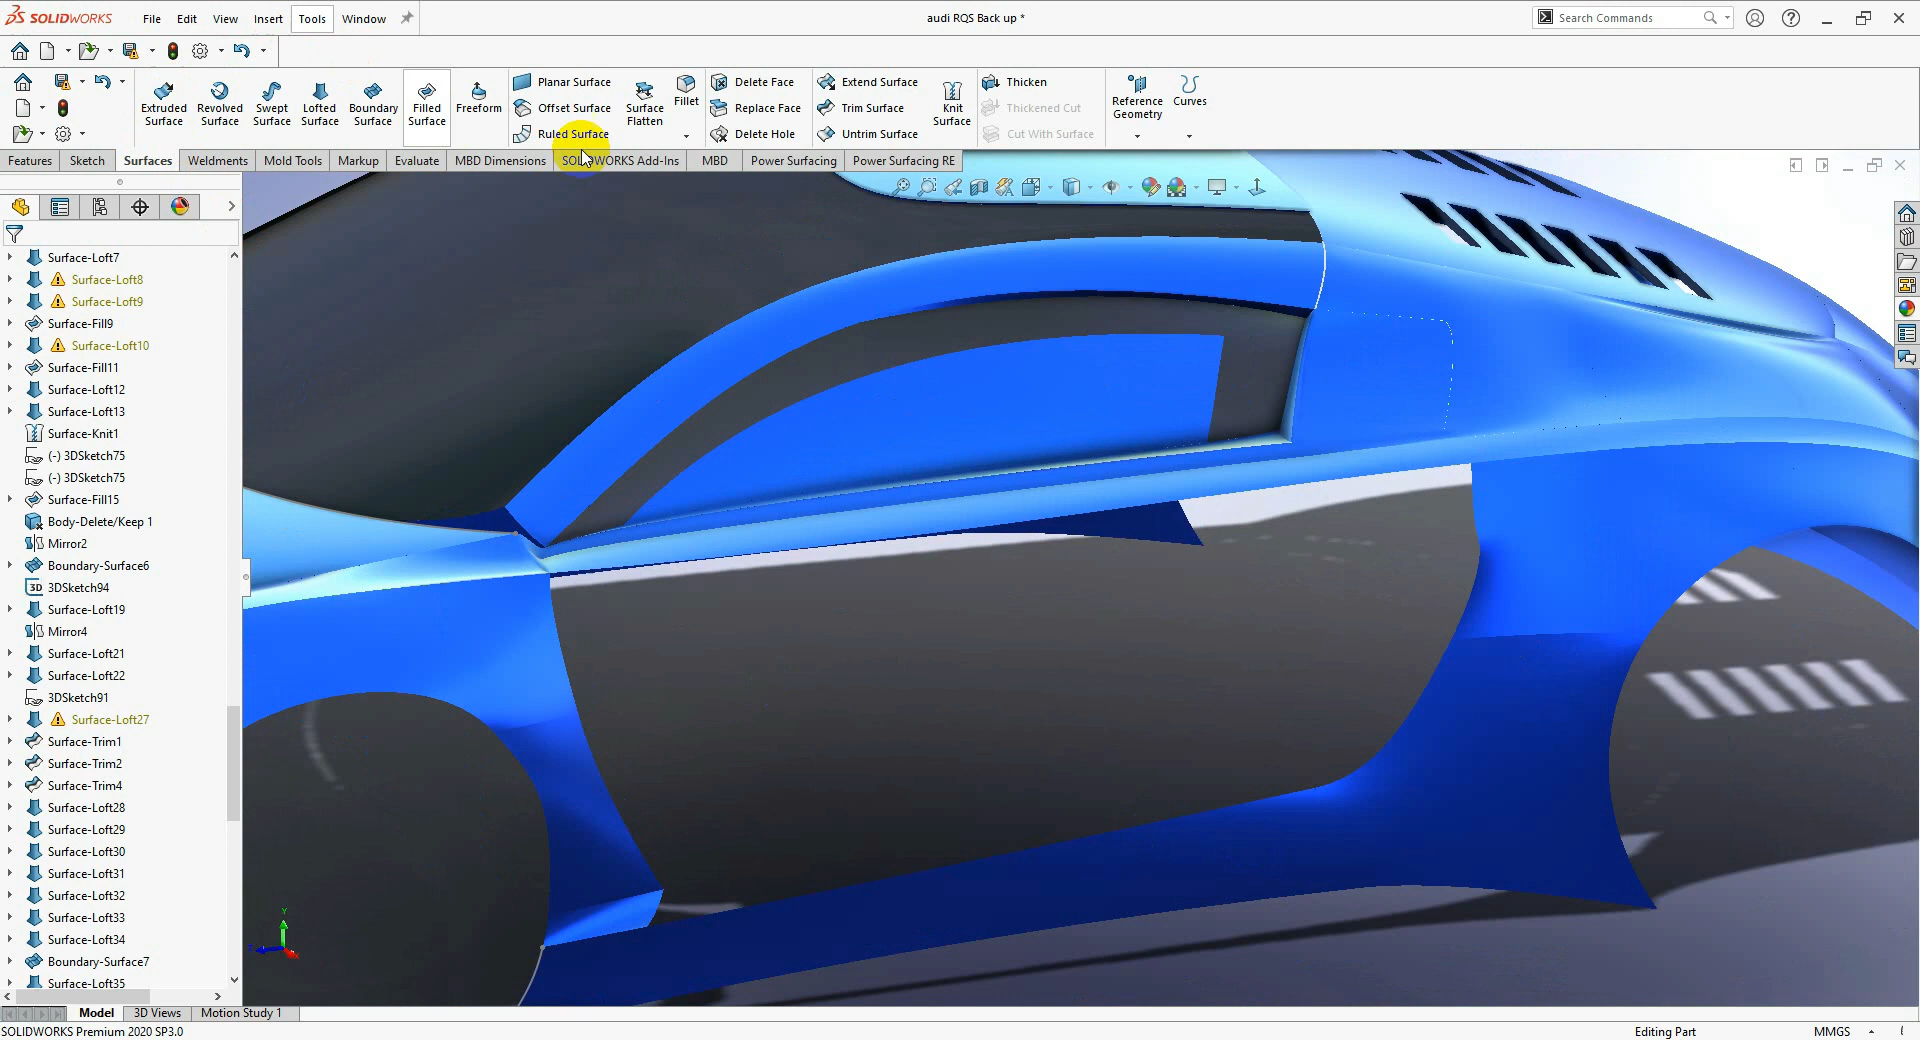 SOLIDWORKS File Edit View Insert Tools Window audi RQS Back up * Search Commands
Extruded Surface
Revolved Surface
Swept Surface
Lofted Surface
Boundary Surface
Filled Surface
Freeform
Planar Surface
Offset Surface
Ruled Surface
Surface Flatten
Fillet
Delete Face
Replace Face
Delete Hole
Extend Surface
Trim Surface
Untrim Surface
Knit Surface
Thicken
Thickened Cut
Cut With Surface
Reference Geometry
Curves
Features Sketch Surfaces Weldments Mold Tools Markup Evaluate MBD Dimensions SOLIDWORKS Add-Ins MBD Power Surfacing Power Surfacing RE
Surface-Loft7
Surface-Loft8
Surface-Loft9
Surface-Fill9
Surface-Loft10
Surface-Fill11
Surface-Loft12
Surface-Loft13
Surface-Knit1
(-) 3DSketch75
(-) 3DSketch75
Surface-Fill15
Body-Delete/Keep 1
Mirror2
Boundary-Surface6
3D 3DSketch94
Surface-Loft19
Mirror4
Surface-Loft21
Surface-Loft22
3DSketch91
Surface-Loft27
Surface-Trim1
Surface-Trim2
Surface-Trim4
Surface-Loft28
Surface-Loft29
Surface-Loft30
Surface-Loft31
Surface-Loft32
Surface-Loft33
Surface-Loft34
Boundary-Surface7
Surface-Loft35
Y
Model 3D Views Motion Study 1
SOLIDWORKS Premium 2020 SP3.0 Editing Part MMGS